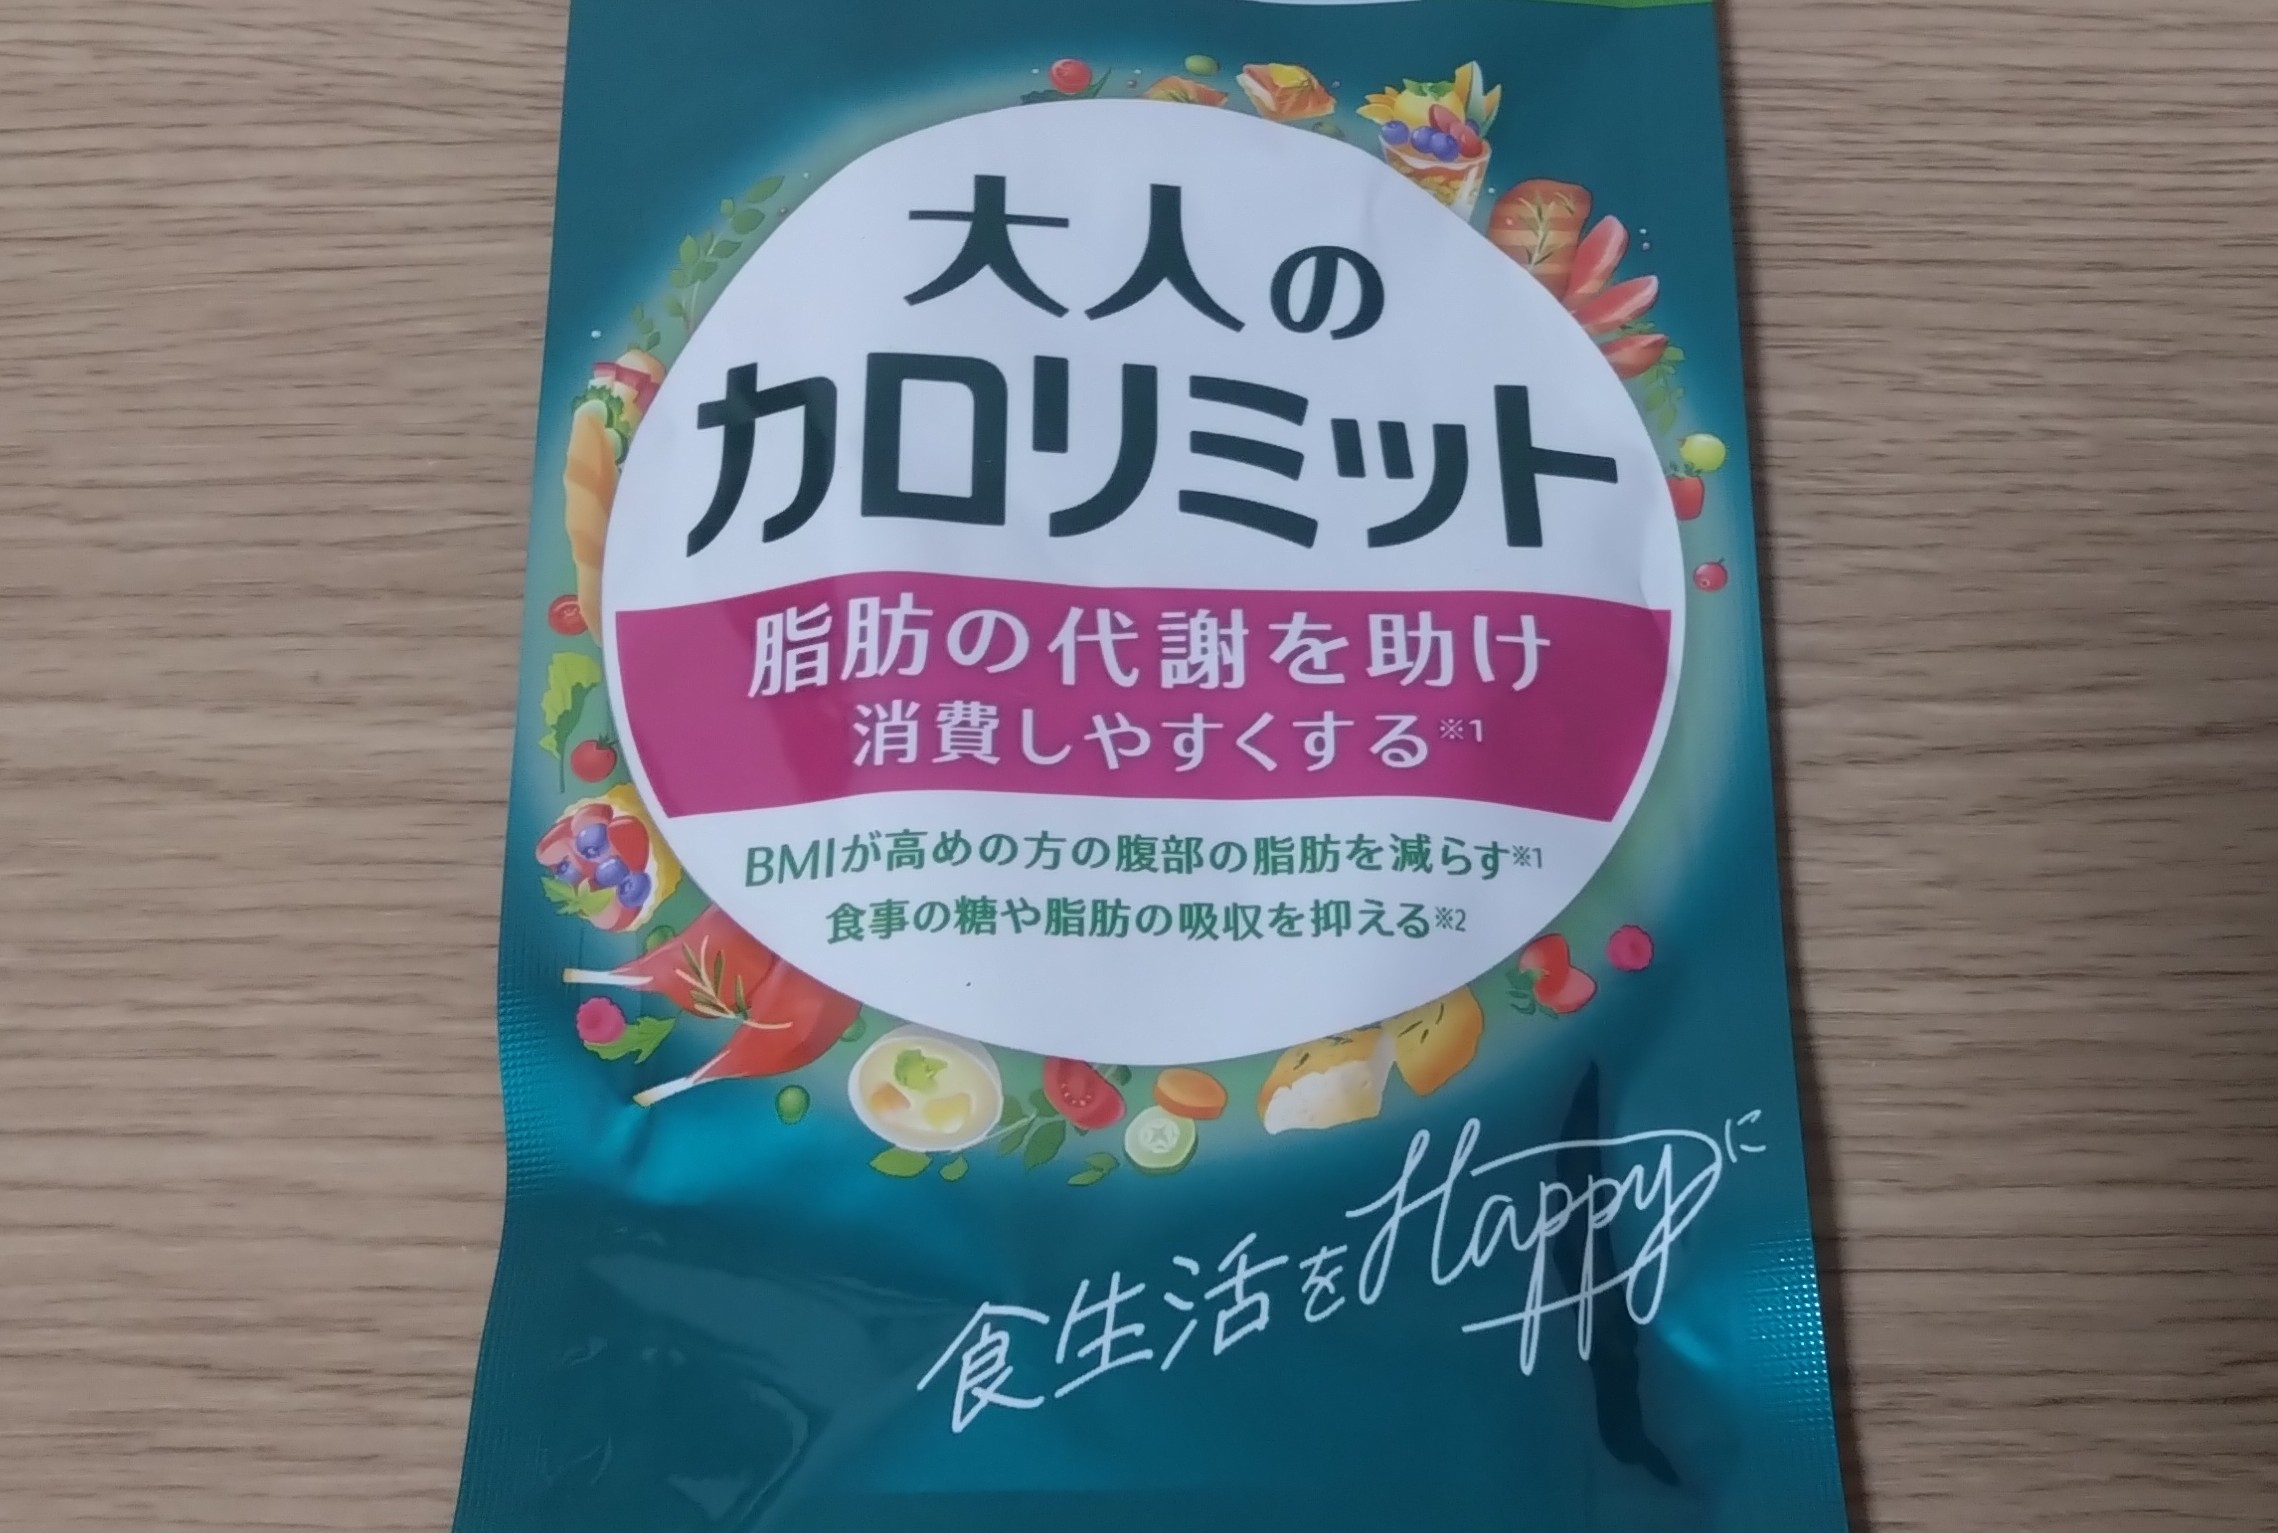 大人の
カロリミット
脂肪の代謝を助け
消費しやすくする※1
BMIが高めの方の腹部の脂肪を減らす※1
食事の糖や脂肪の吸収を抑える※2
食生活をHappyに